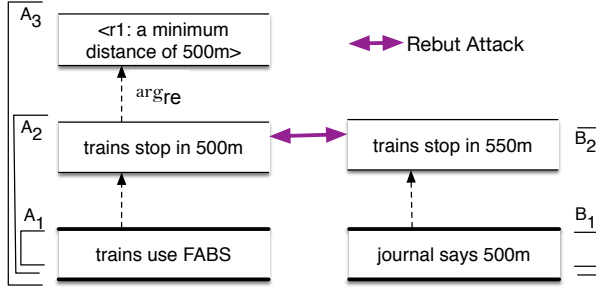 A3
<r1: a minimum
distance of 500m>
Rebut Attack
argre
A2
trains stop in 500m
trains stop in 550m
B2
A1
trains use FABS
journal says 500m
B1